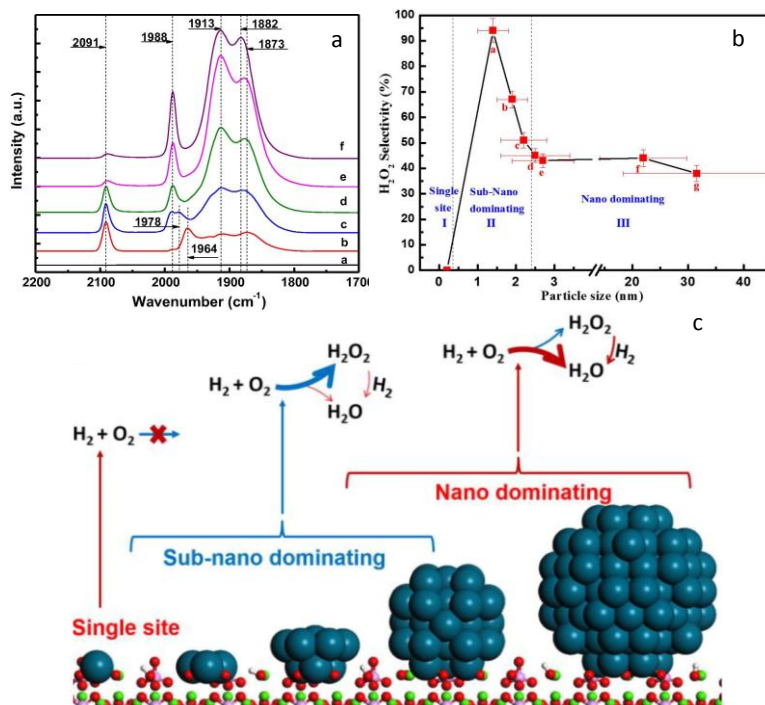 a
1913
1882
2091
1988
1873
Intensity (a.u.)
f
e
d
c
b
a
1978
1964
2200 2100 2000 1900 1800 1700
Wavenumber (cm-1)
b
H2O2 Selectivity (%)
100
90
80
70
60
50
40
30
20
10
0
a
b
c
d
e
f
g
Single
site
I
Sub-Nano
dominating
II
Nano dominating
III
0 2 4 6 20 30 40
Particle size (nm)
c
H2 + O2
H2 + O2
H2O2
H2
H2O
H2 + O2
H2O2
H2
H2O
Nano dominating
Sub-nano dominating
Single site